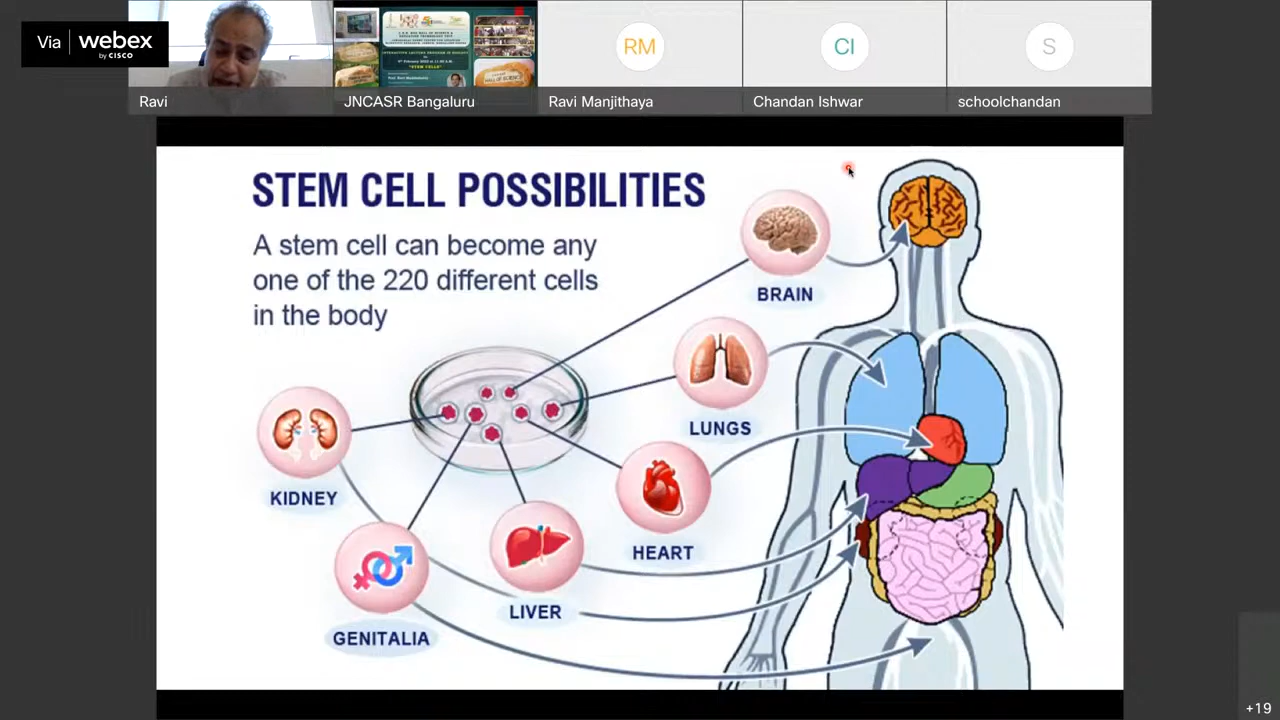 Via webex
by CISCO
RM
CI
S
Ravi
JNCASR Bangaluru
Ravi Manjithaya
Chandan Ishwar
schoolchandan
"STEM CELLS"
STEM CELL POSSIBILITIES
A stem cell can become any
one of the 220 different cells
in the body
BRAIN
LUNGS
KIDNEY
HEART
LIVER
GENITALIA
+19